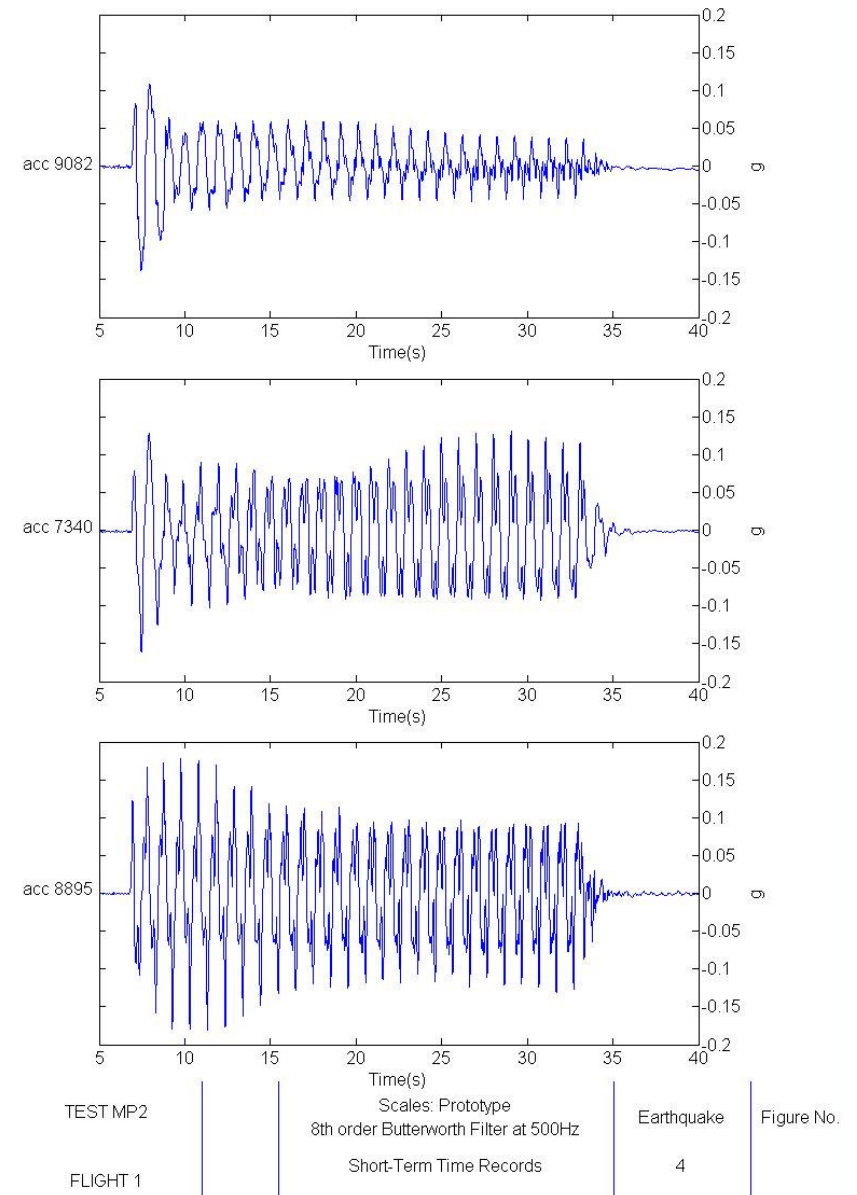 0.2
0.15
0.1
0.05
acc 9082 0 g
-0.05
-0.1
-0.15
-0.2
5 10 15 20 25 30 35 40
Time(s)
0.2
0.15
0.1
0.05
acc 7340 0 g
-0.05
-0.1
-0.15
-0.2
5 10 15 20 25 30 35 40
Time(s)
0.2
0.15
0.1
0.05
acc 8895 0 g
-0.05
-0.1
-0.15
-0.2
5 10 15 20 25 30 35 40
Time(s)
TEST MP2
FLIGHT 1
Scales: Prototype
8th order Butterworth Filter at 500Hz
Short-Term Time Records
Earthquake
4
Figure No.